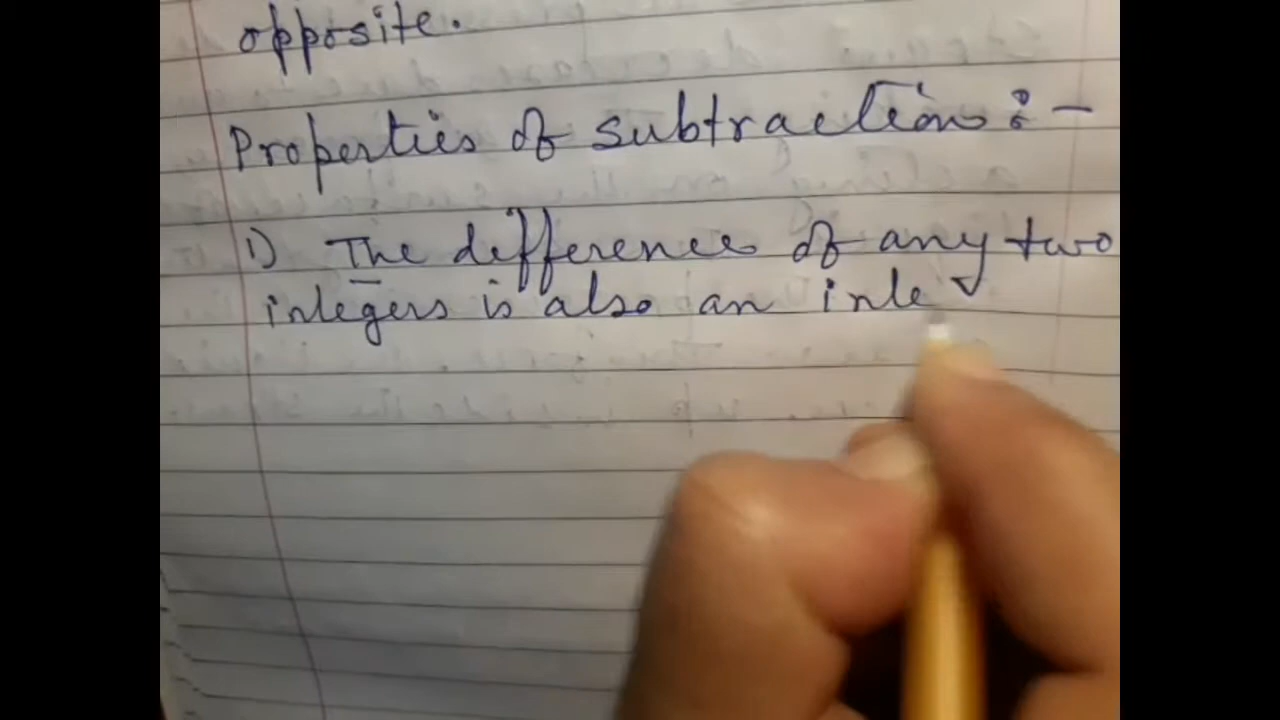 opposite.
Properties of subtraction :-
1) The difference of any two
integers is also an inte